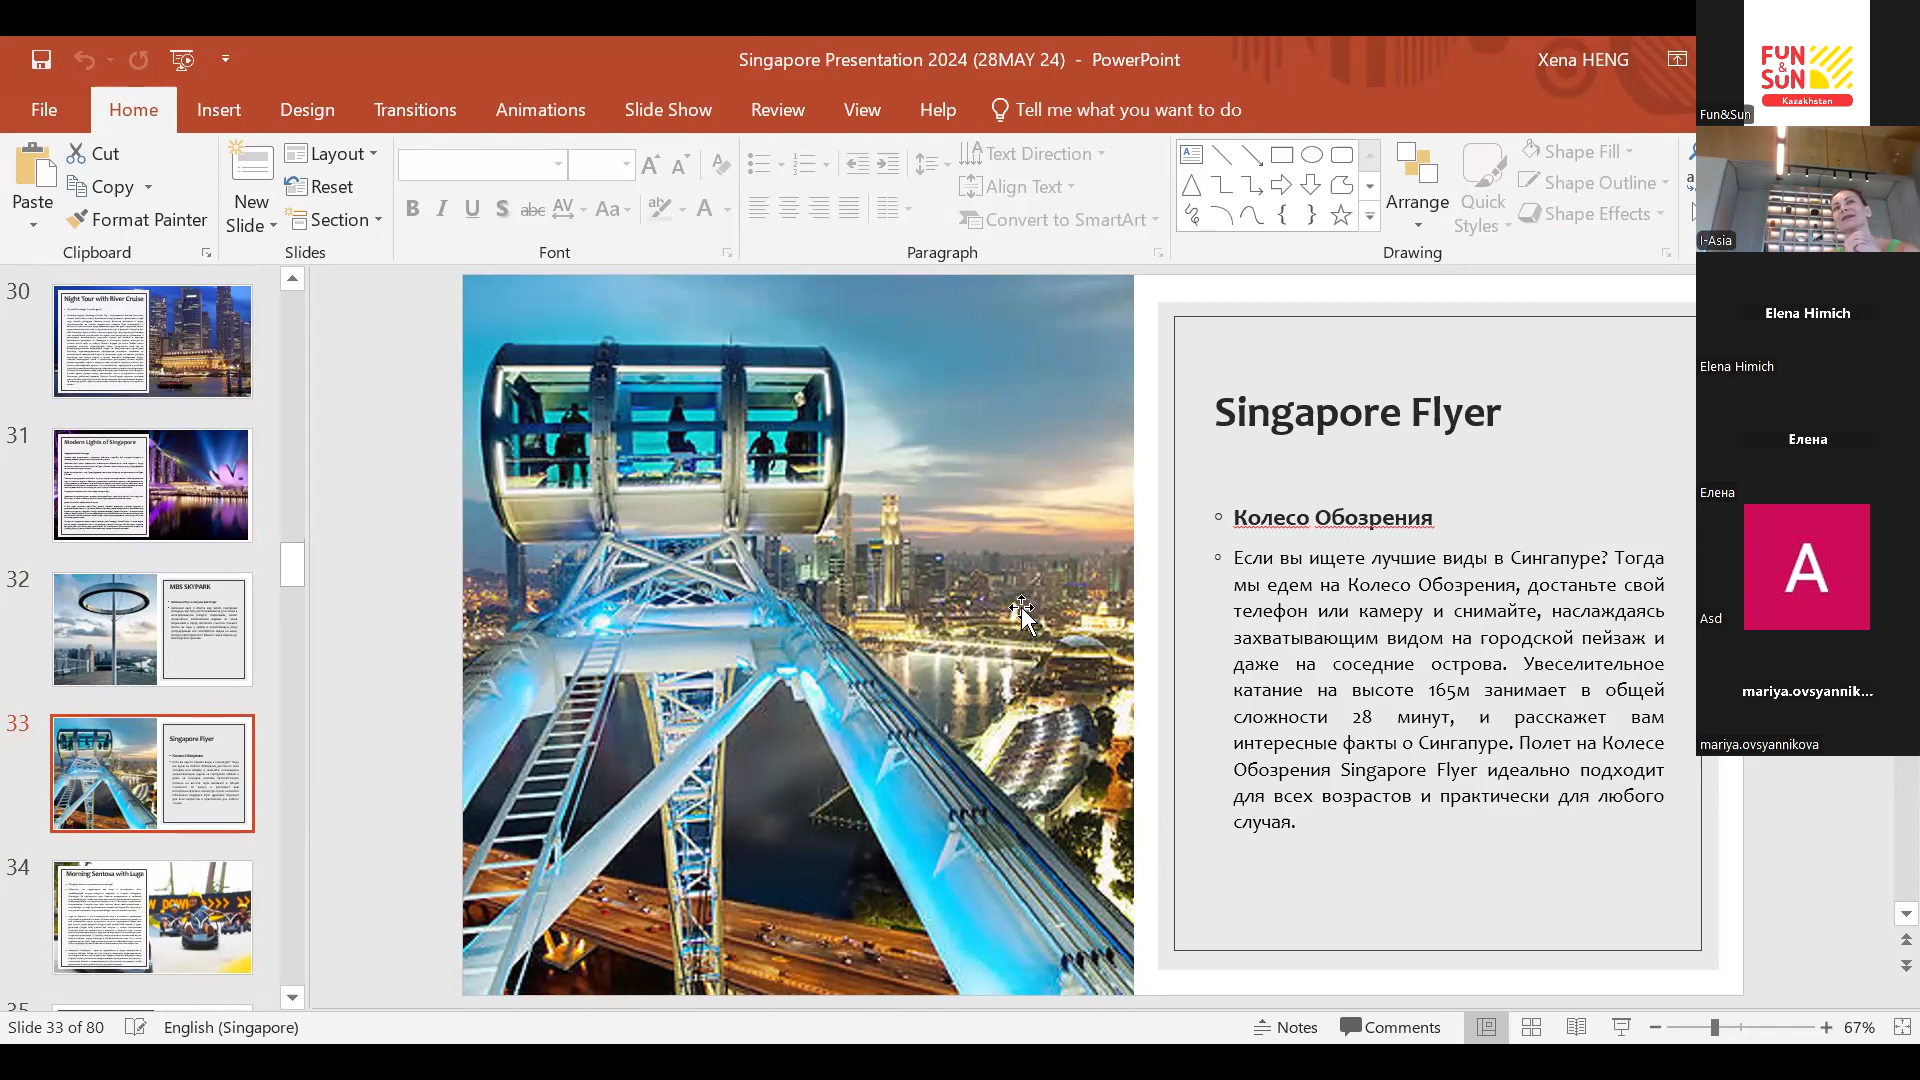 Singapore Presentation 2024 (28MAY 24) - PowerPoint
Xena HENG
File Home Insert Design Transitions Animations Slide Show Review View Help Tell me what you want to do
Paste
Cut
Copy
Format Painter
Clipboard
New
Slide
Layout
Reset
Section
Slides
B I U S abc AV Aa A
Font
Text Direction
Align Text
Convert to SmartArt
Paragraph
Arrange
Quick
Styles
Shape Fill
Shape Outline
Shape Effects
Drawing
30
Night Tour with River Cruise
31
Modern Lights of Singapore
32
MBS SKYPARK
33
Singapore Flyer
34
Morning Sentosa with Luge
Singapore Flyer
Колесо Обозрения
Если вы ищете лучшие виды в Сингапуре? Тогда
мы едем на Колесо Обозрения, достаньте свой
телефон или камеру и снимайте, наслаждаясь
захватывающим видом на городской пейзаж и
даже на соседние острова. Увеселительное
катание на высоте 165м занимает в общей
сложности 28 минут, и расскажет вам
интересные факты о Сингапуре. Полет на Колесе
Обозрения Singapore Flyer идеально подходит
для всех возрастов и практически для любого
случая.
FUN
&
SUN
Kazakhstan
Fun&Sun
I-Asia
Elena Himich
Elena Himich
Елена
Елена
A
Asd
mariya.ovsyannik...
mariya.ovsyannikova
Slide 33 of 80 English (Singapore) Notes Comments 67%